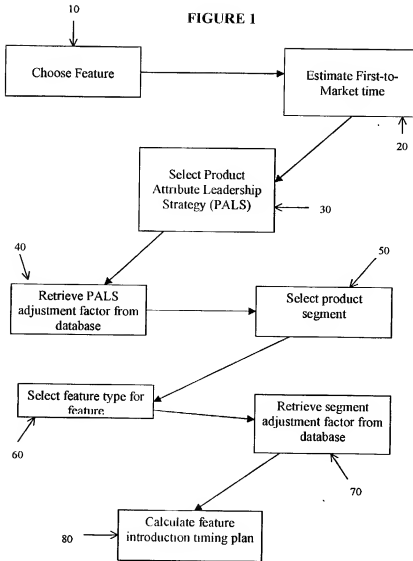 FIGURE 1
10
Choose Feature
Estimate First-to-
Market time
20
Select Product
Attribute Leadership
Strategy (PALS)
30
40
Retrieve PALS
adjustment factor from
database
50
Select product
segment
Select feature type for
feature
60
Retrieve segment
adjustment factor from
database
70
Calculate feature
introduction timing plan
80